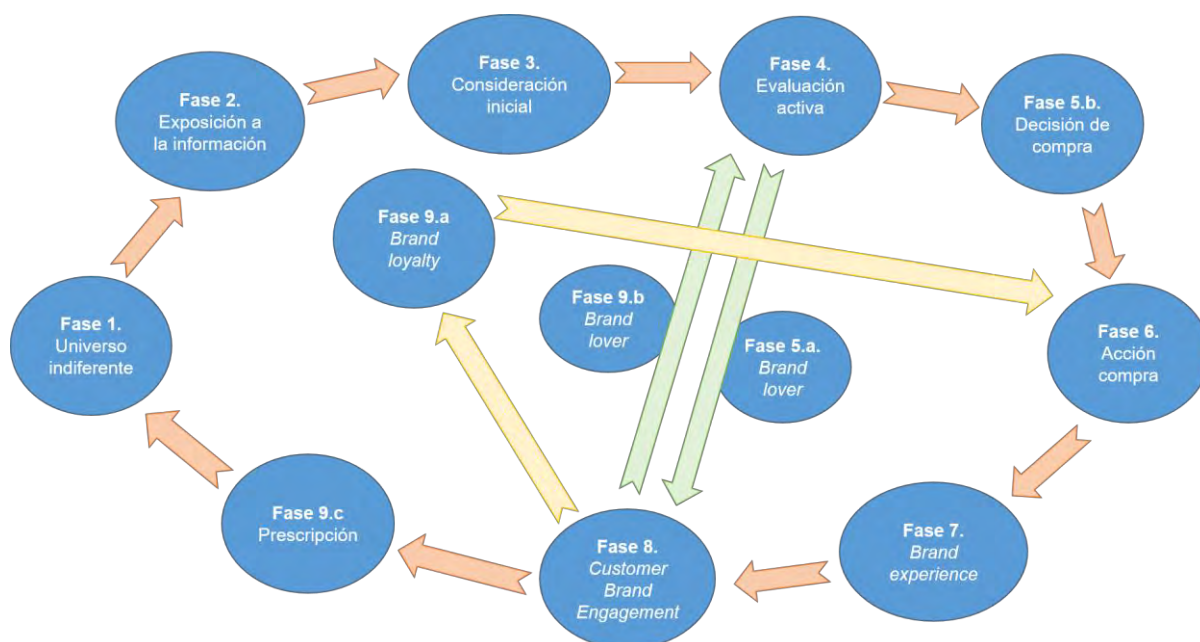 Fase 1.
Universo
indiferente
Fase 2.
Exposición a
la información
Fase 3.
Consideración
inicial
Fase 4.
Evaluación
activa
Fase 5.b.
Decisión de
compra
Fase 9.a
Brand
loyalty
Fase 9.b
Brand
lover
Fase 5.a.
Brand
lover
Fase 6.
Acción
compra
Fase 7.
Brand
experience
Fase 8.
Customer
Brand
Engagement
Fase 9.c
Prescripción